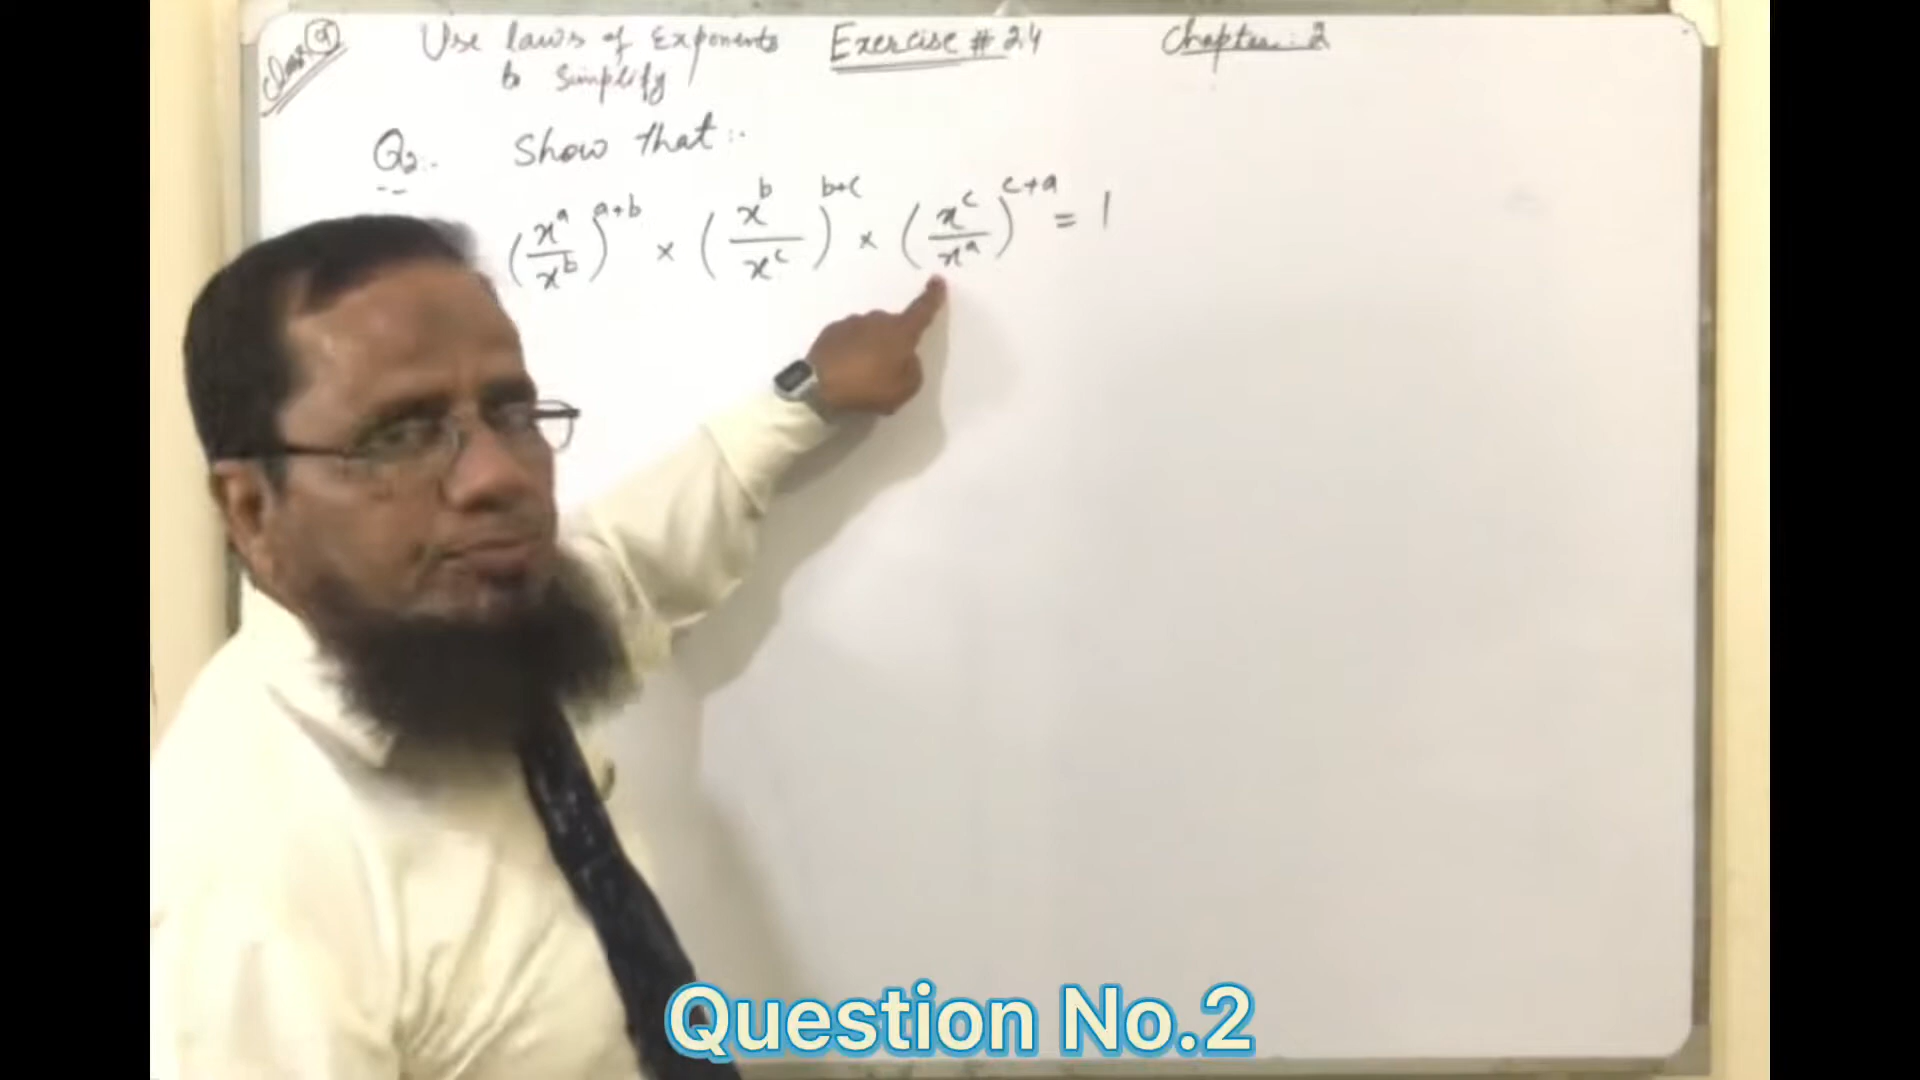 Class 9 Use laws of Exponents Exercise # 2.4 Chapter: 2
to Simplify
Q2:- Show that:-
(x^a/x^b)^a+b × (x^b/x^c)^b+c × (x^c/x^a)^c+a = 1
Question No.2